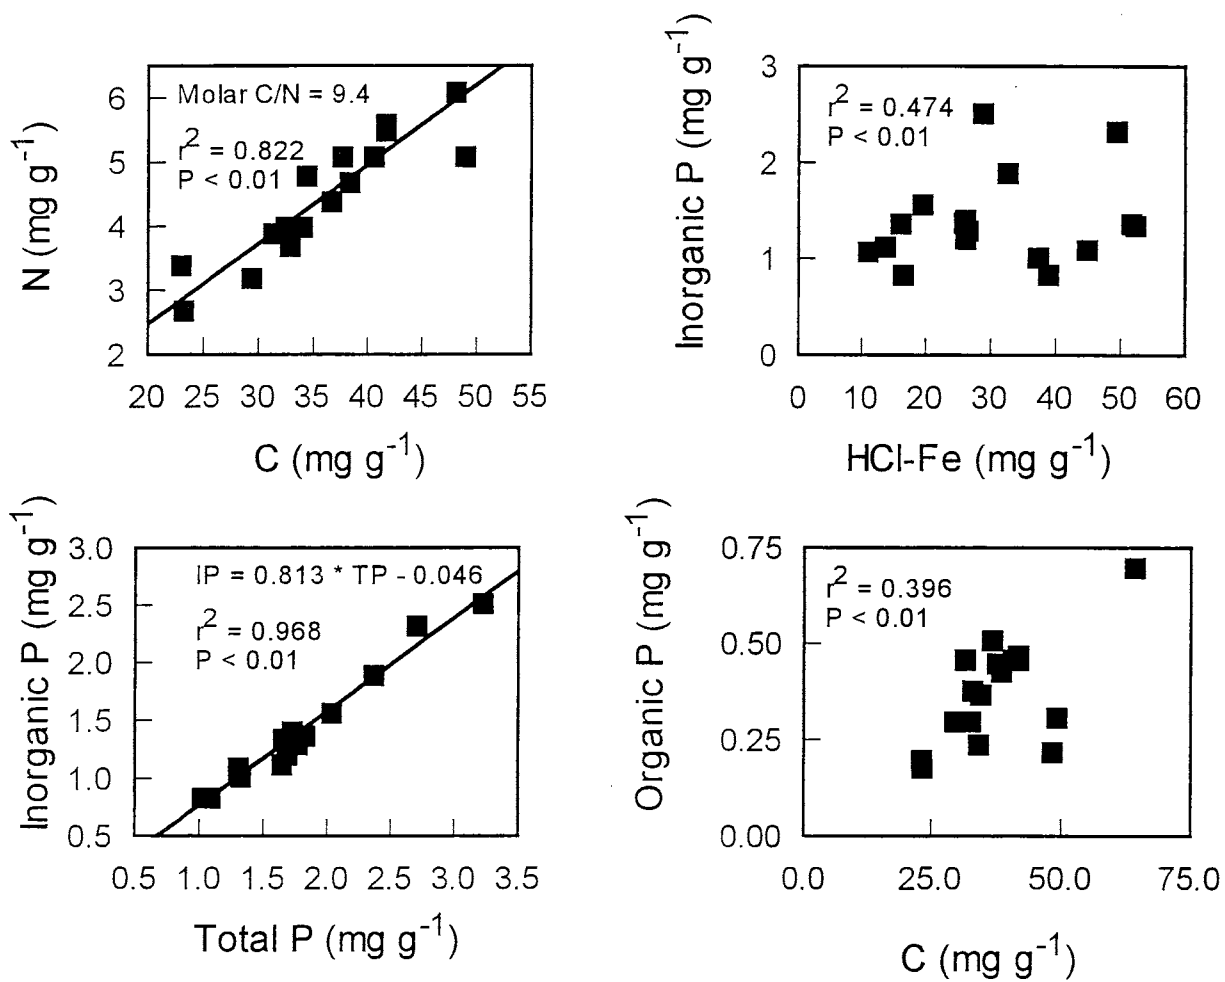 N (mg g⁻¹)
6
5
4
3
2
Molar C/N = 9.4
r² = 0.822
P < 0.01
20 25 30 35 40 45 50 55
C (mg g⁻¹)
Inorganic P (mg g⁻¹)
3
2
1
0
r² = 0.474
P < 0.01
0 10 20 30 40 50 60
HCl-Fe (mg g⁻¹)
Inorganic P (mg g⁻¹)
3.0
2.5
2.0
1.5
1.0
0.5
IP = 0.813 * TP - 0.046
r² = 0.968
P < 0.01
0.5 1.0 1.5 2.0 2.5 3.0 3.5
Total P (mg g⁻¹)
Organic P (mg g⁻¹)
0.75
0.50
0.25
0.00
r² = 0.396
P < 0.01
0.0 25.0 50.0 75.0
C (mg g⁻¹)